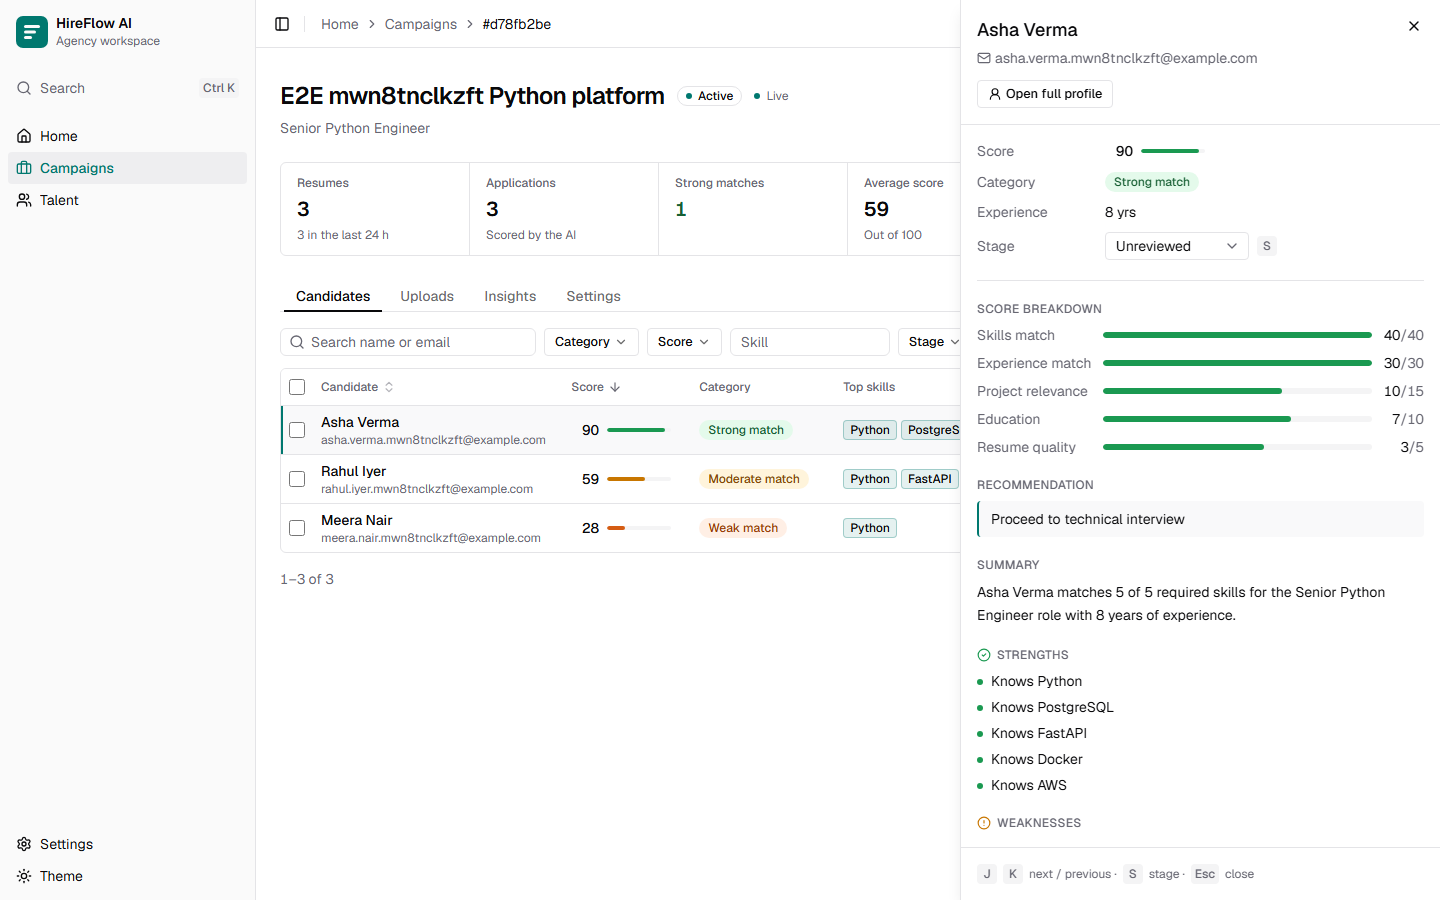 HireFlow AI
Agency workspace
Search
Ctrl K
Home
Campaigns
Talent
Settings
Theme
Home > Campaigns > #d78fb2be
E2E mwn8tnclkzft Python platform
Active
Live
Senior Python Engineer
Resumes
3
3 in the last 24 h
Applications
3
Scored by the AI
Strong matches
1
Average score
59
Out of 100
Candidates
Uploads
Insights
Settings
Search name or email
Category
Score
Skill
Stage
Candidate
Score
Category
Top skills
Asha Verma
asha.verma.mwn8tnclkzft@example.com
90
Strong match
Python
PostgreS
Rahul Iyer
rahul.iyer.mwn8tnclkzft@example.com
59
Moderate match
Python
FastAPI
Meera Nair
meera.nair.mwn8tnclkzft@example.com
28
Weak match
Python
1–3 of 3
Asha Verma
asha.verma.mwn8tnclkzft@example.com
Open full profile
Score
90
Category
Strong match
Experience
8 yrs
Stage
Unreviewed
S
SCORE BREAKDOWN
Skills match 40/40
Experience match 30/30
Project relevance 10/15
Education 7/10
Resume quality 3/5
RECOMMENDATION
Proceed to technical interview
SUMMARY
Asha Verma matches 5 of 5 required skills for the Senior Python
Engineer role with 8 years of experience.
STRENGTHS
Knows Python
Knows PostgreSQL
Knows FastAPI
Knows Docker
Knows AWS
WEAKNESSES
J K next / previous · S stage · Esc close